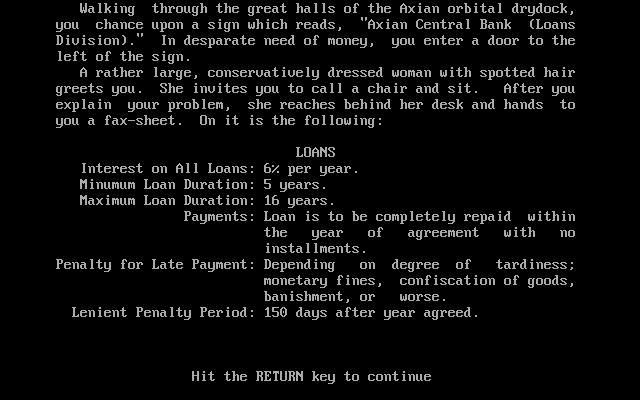 Walking through the great halls of the Axian orbital drydock,
you chance upon a sign which reads, "Axian Central Bank (Loans
Division)." In desparate need of money, you enter a door to the
left of the sign.
A rather large, conservatively dressed woman with spotted hair
greets you. She invites you to call a chair and sit. After you
explain your problem, she reaches behind her desk and hands to
you a fax-sheet. On it is the following:
LOANS
Interest on All Loans: 6% per year.
Minumum Loan Duration: 5 years.
Maximum Loan Duration: 16 years.
Payments: Loan is to be completely repaid within
the year of agreement with no
installments.
Penalty for Late Payment: Depending on degree of tardiness;
monetary fines, confiscation of goods,
banishment, or worse.
Lenient Penalty Period: 150 days after year agreed.
Hit the RETURN key to continue